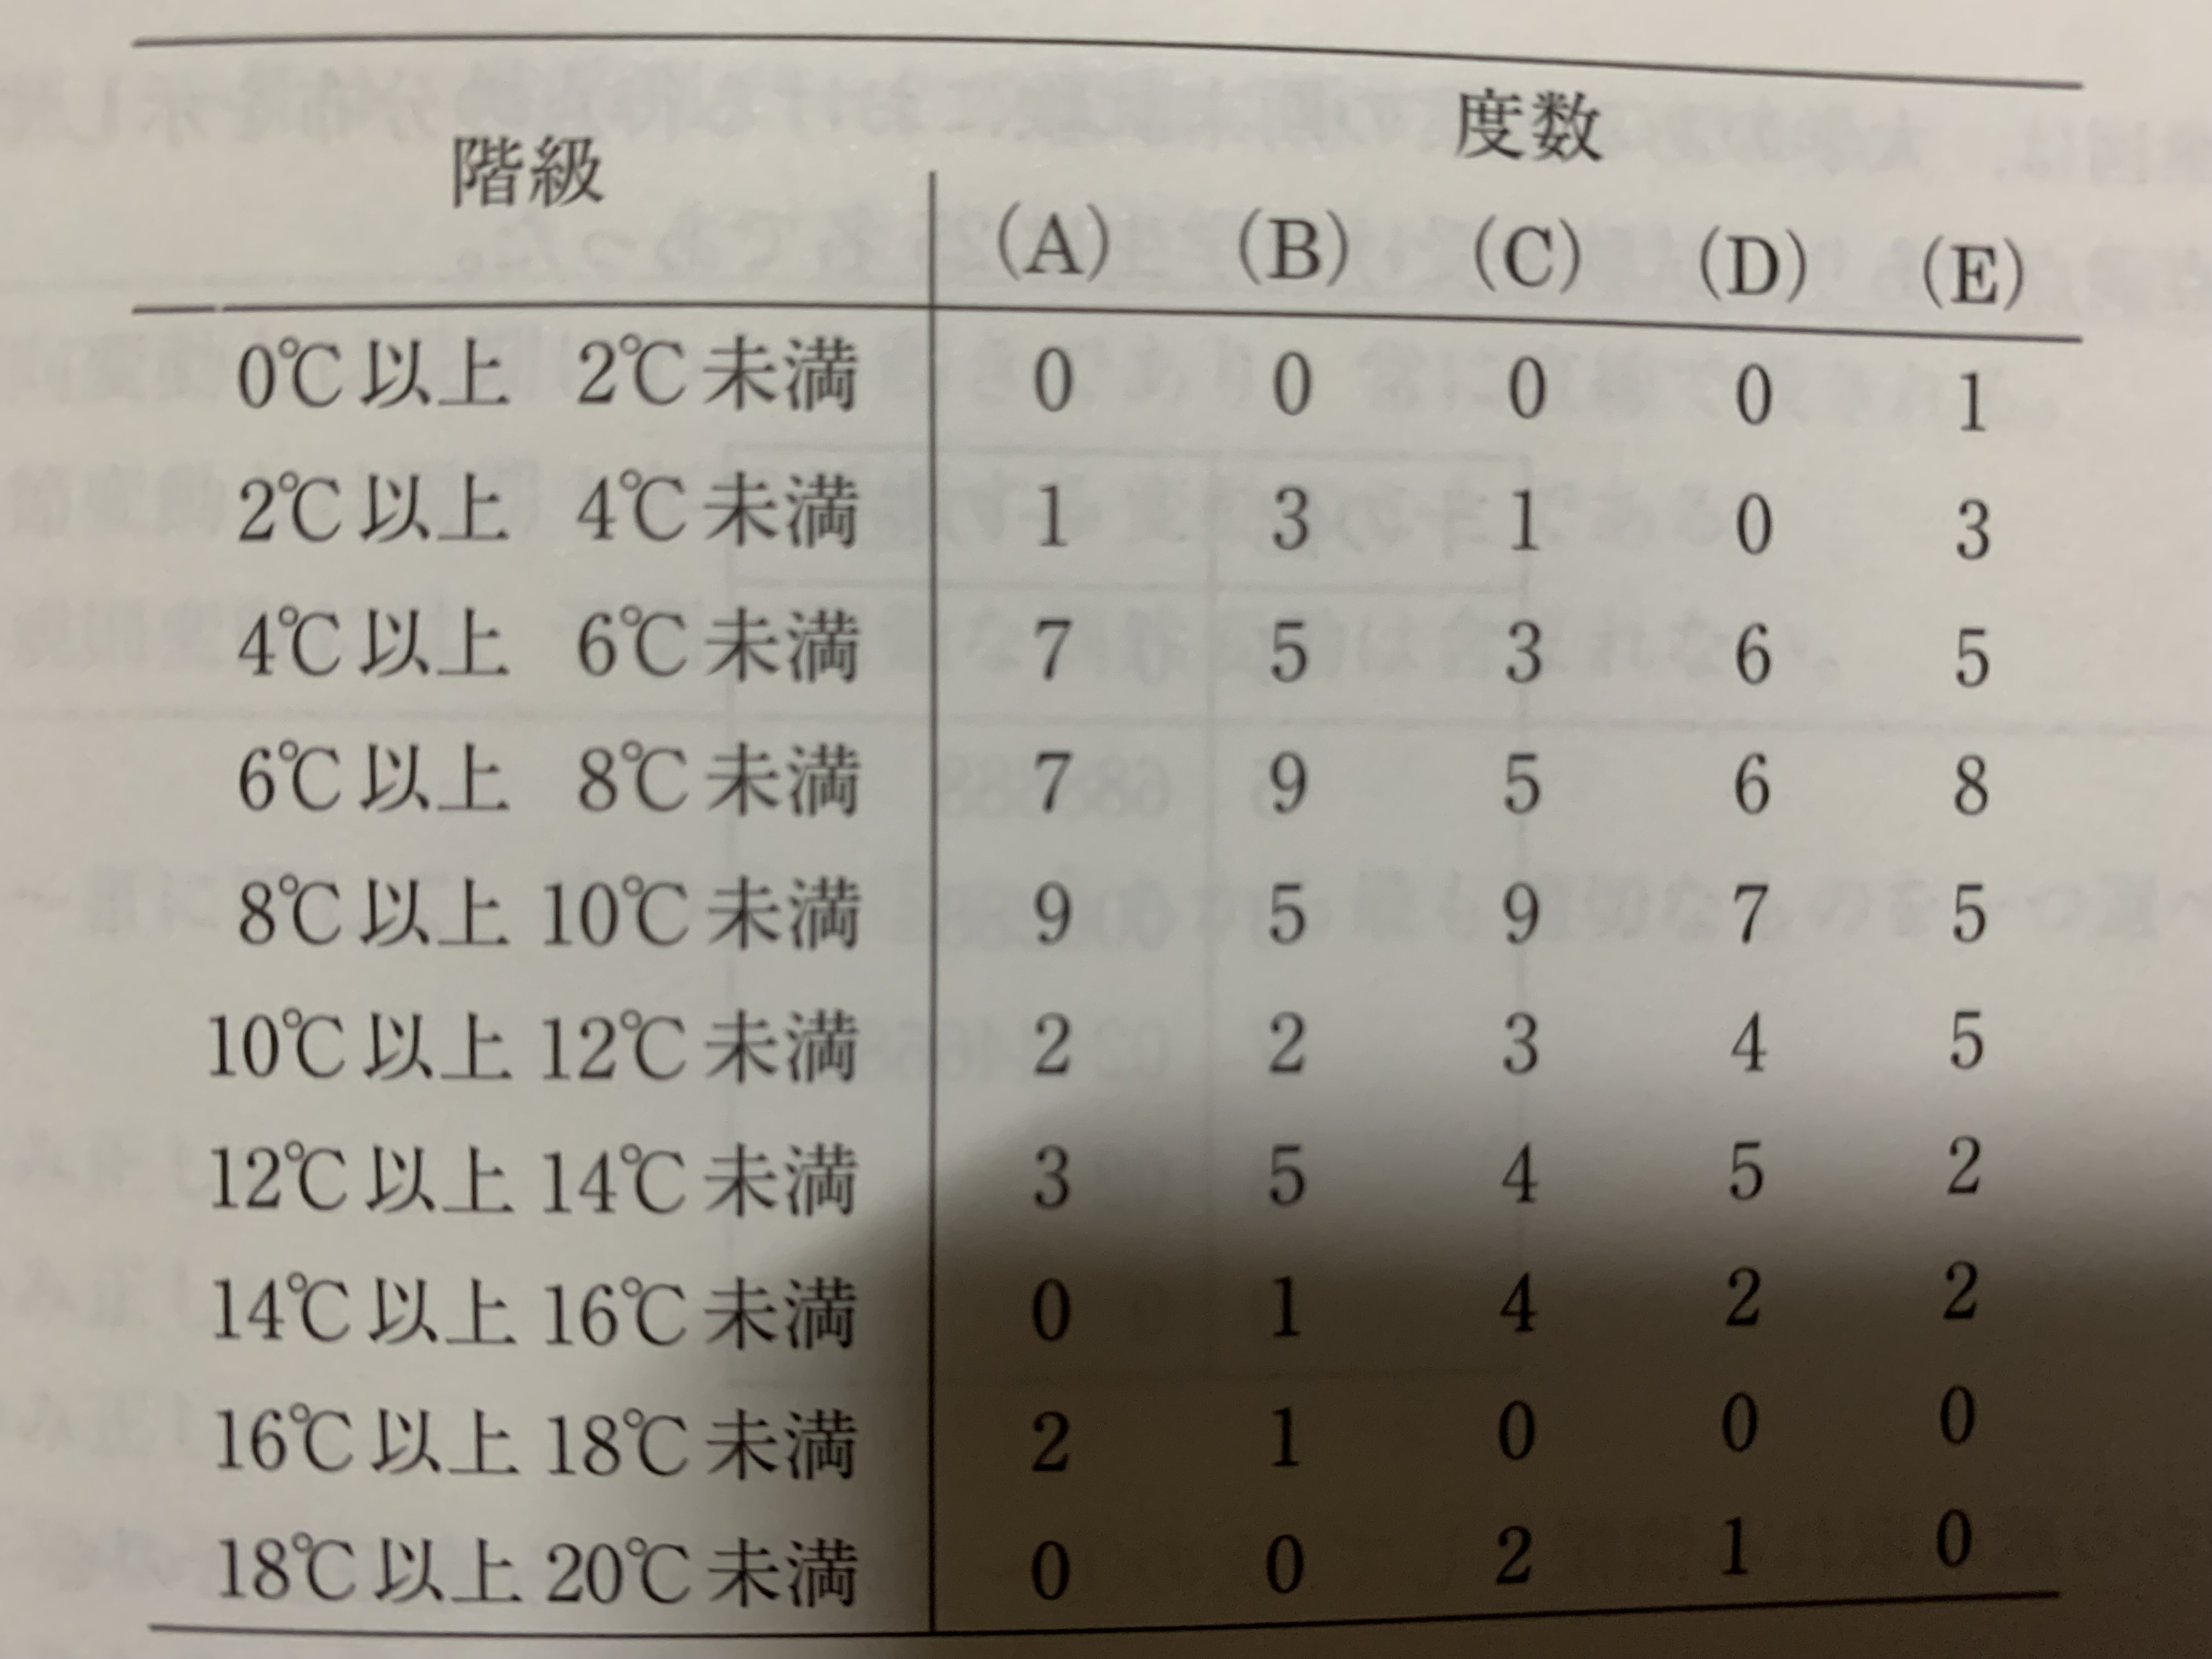 度数
階級
(A) (B) (C) (D) (E)
0℃以上 2℃未満 0 0 0 0 1
2℃以上 4℃未満 1 3 1 0 3
4℃以上 6℃未満 7 5 3 6 5
6℃以上 8℃未満 7 9 5 6 8
8℃以上 10℃未満 9 5 9 7 5
10℃以上 12℃未満 2 2 3 4 5
12℃以上 14℃未満 3 5 4 5 2
14℃以上 16℃未満 0 1 4 2 2
16℃以上 18℃未満 2 1 0 0 0
18℃以上 20℃未満 0 0 2 1 0